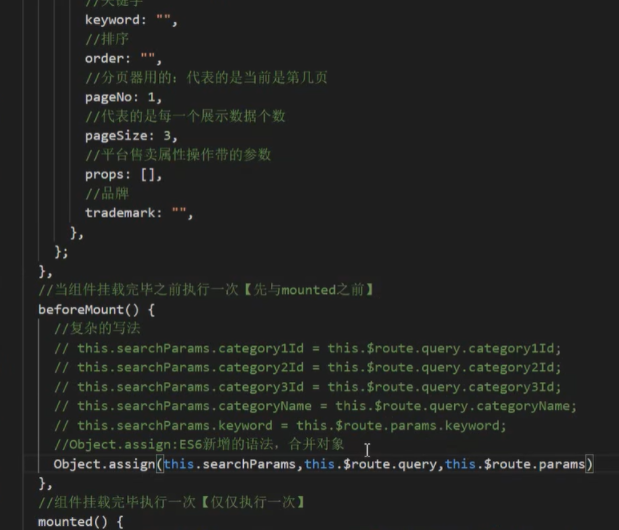 keyword: "",
//排序
order: "",
//分页器用的：代表的是当前是第几页
pageNo: 1,
//代表的是每一个展示数据个数
pageSize: 3,
//平台售卖属性操作带的参数
props: [],
//品牌
trademark: "",
},
};
},
//当组件挂载完毕之前执行一次【先与mounted之前】
beforeMount() {
//复杂的写法
// this.searchParams.category1Id = this.$route.query.category1Id;
// this.searchParams.category2Id = this.$route.query.category2Id;
// this.searchParams.category3Id = this.$route.query.category3Id;
// this.searchParams.categoryName = this.$route.query.categoryName;
// this.searchParams.keyword = this.$route.params.keyword;
//Object.assign:ES6新增的语法，合并对象
Object.assign(this.searchParams,this.$route.query,this.$route.params)
},
//组件挂载完毕执行一次【仅仅执行一次】
mounted() {